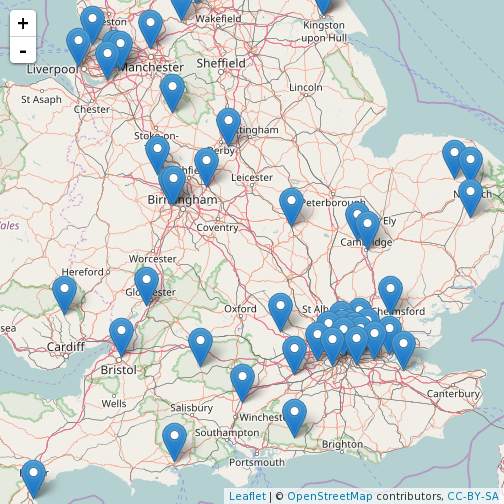 +
-
Wakefield
Kingston
upon Hull
Liverpool
Manchester
Sheffield
St Asaph
Chester
Lincoln
Stoke-on-
Derby
Leicester
Peterborough
Ely
Birmingham
Coventry
Cambridge
Worcester
Hereford
Gloucester
Oxford
St Alb
Chelmsford
Cardiff
Bristol
Wells
Salisbury
Winchester
Canterbury
Southampton
Brighton
Portsmouth
Leaflet | © OpenStreetMap contributors, CC-BY-SA